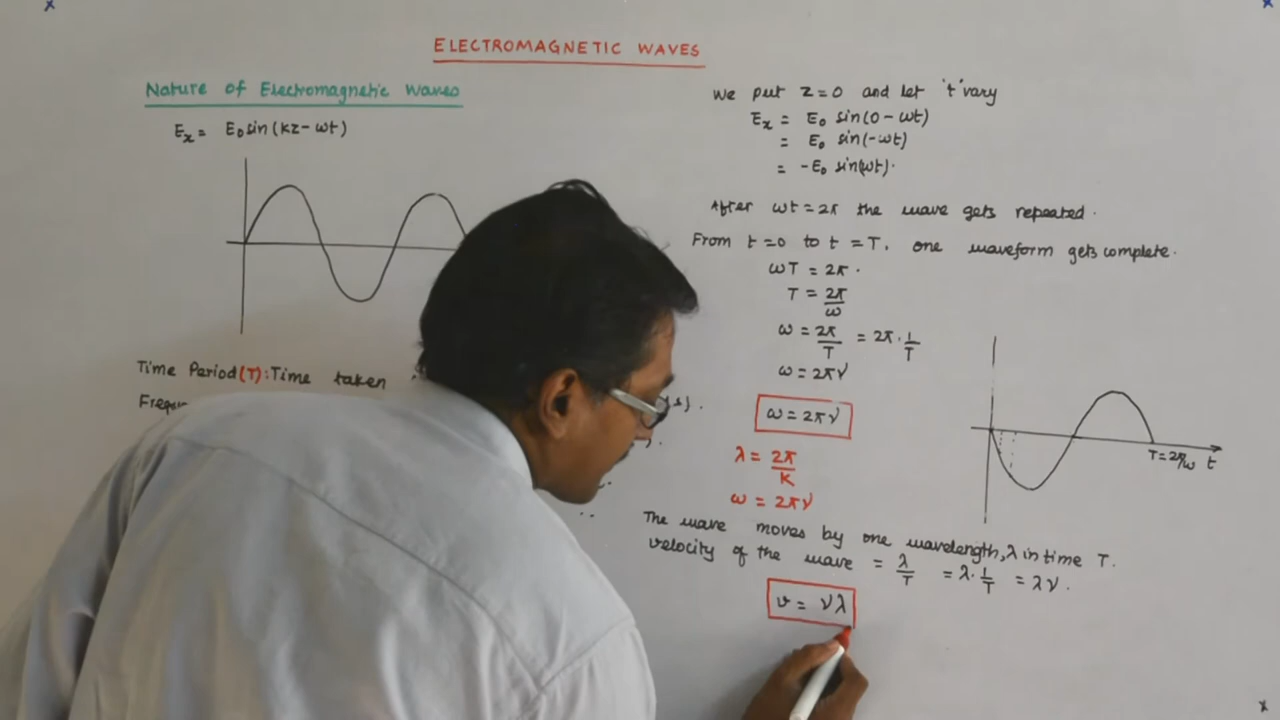 ELECTROMAGNETIC WAVES
Nature of Electromagnetic Waves
Eₓ = E₀ sin(kz-ωt)
Time Period(T): Time taken
We put z=0 and let 't' vary
Eₓ = E₀ sin(0-ωt)
= E₀ sin(-ωt)
= -E₀ sin(ωt).
After ωt=2π the wave gets repeated.
From t=0 to t=T, one waveform gets complete.
ωT = 2π.
T = 2π/ω
ω = 2π/T = 2π.1/T
ω = 2πν
ω = 2πν
λ = 2π/K
ω = 2πν
T=2π/ω t
The wave moves by one wavelength, λ in time T.
velocity of the wave = λ/T = λ.1/T = λν.
v = νλ